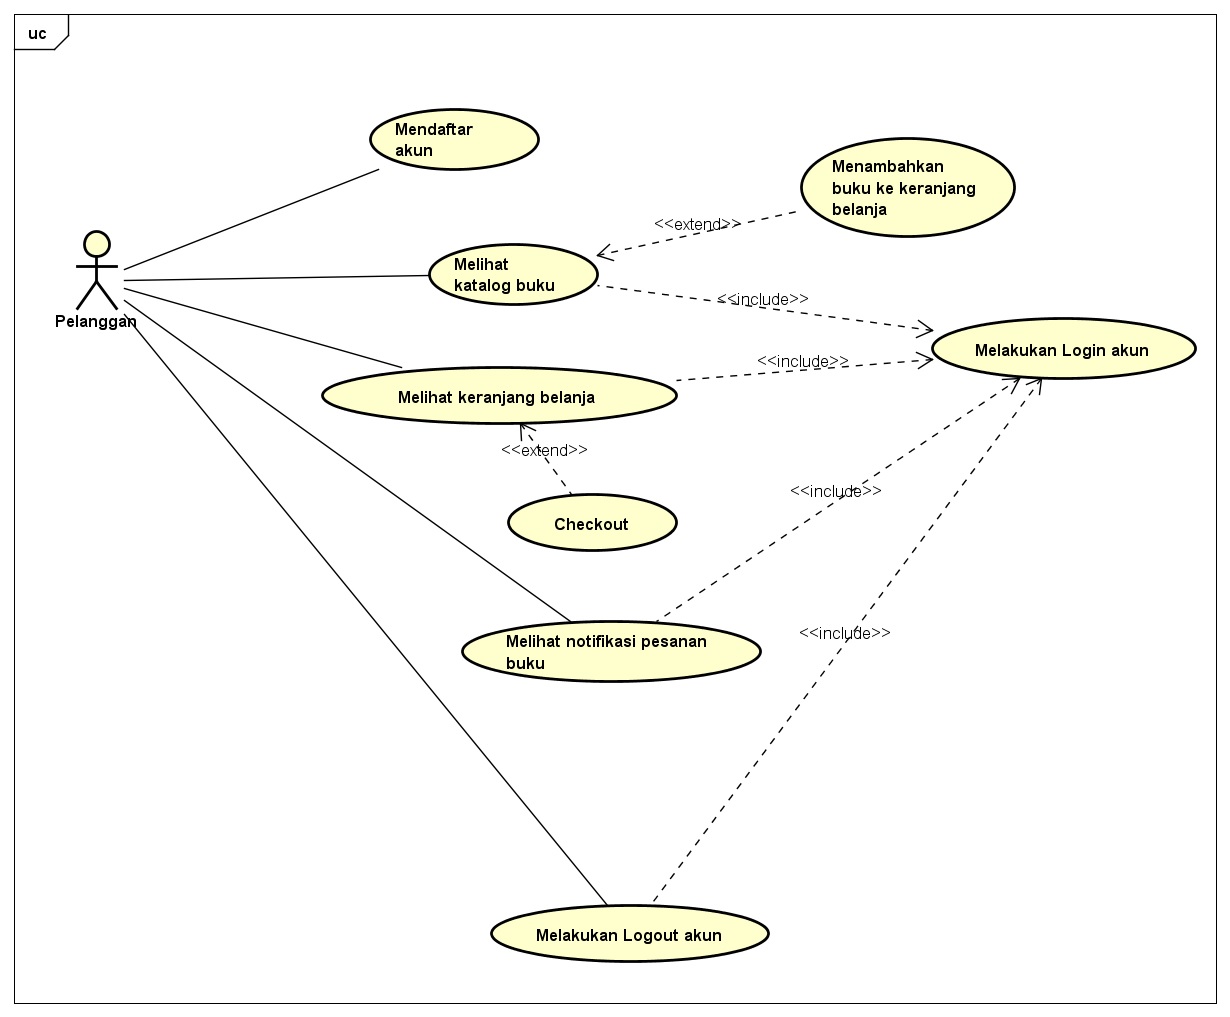 uc
Mendaftar
akun
Menambahkan
buku ke keranjang
belanja
<<extend>>
Melihat
katalog buku
<<include>>
Pelanggan
Melakukan Login akun
<<include>>
Melihat keranjang belanja
<<extend>>
<<include>>
Checkout
<<include>>
Melihat notifikasi pesanan
buku
Melakukan Logout akun